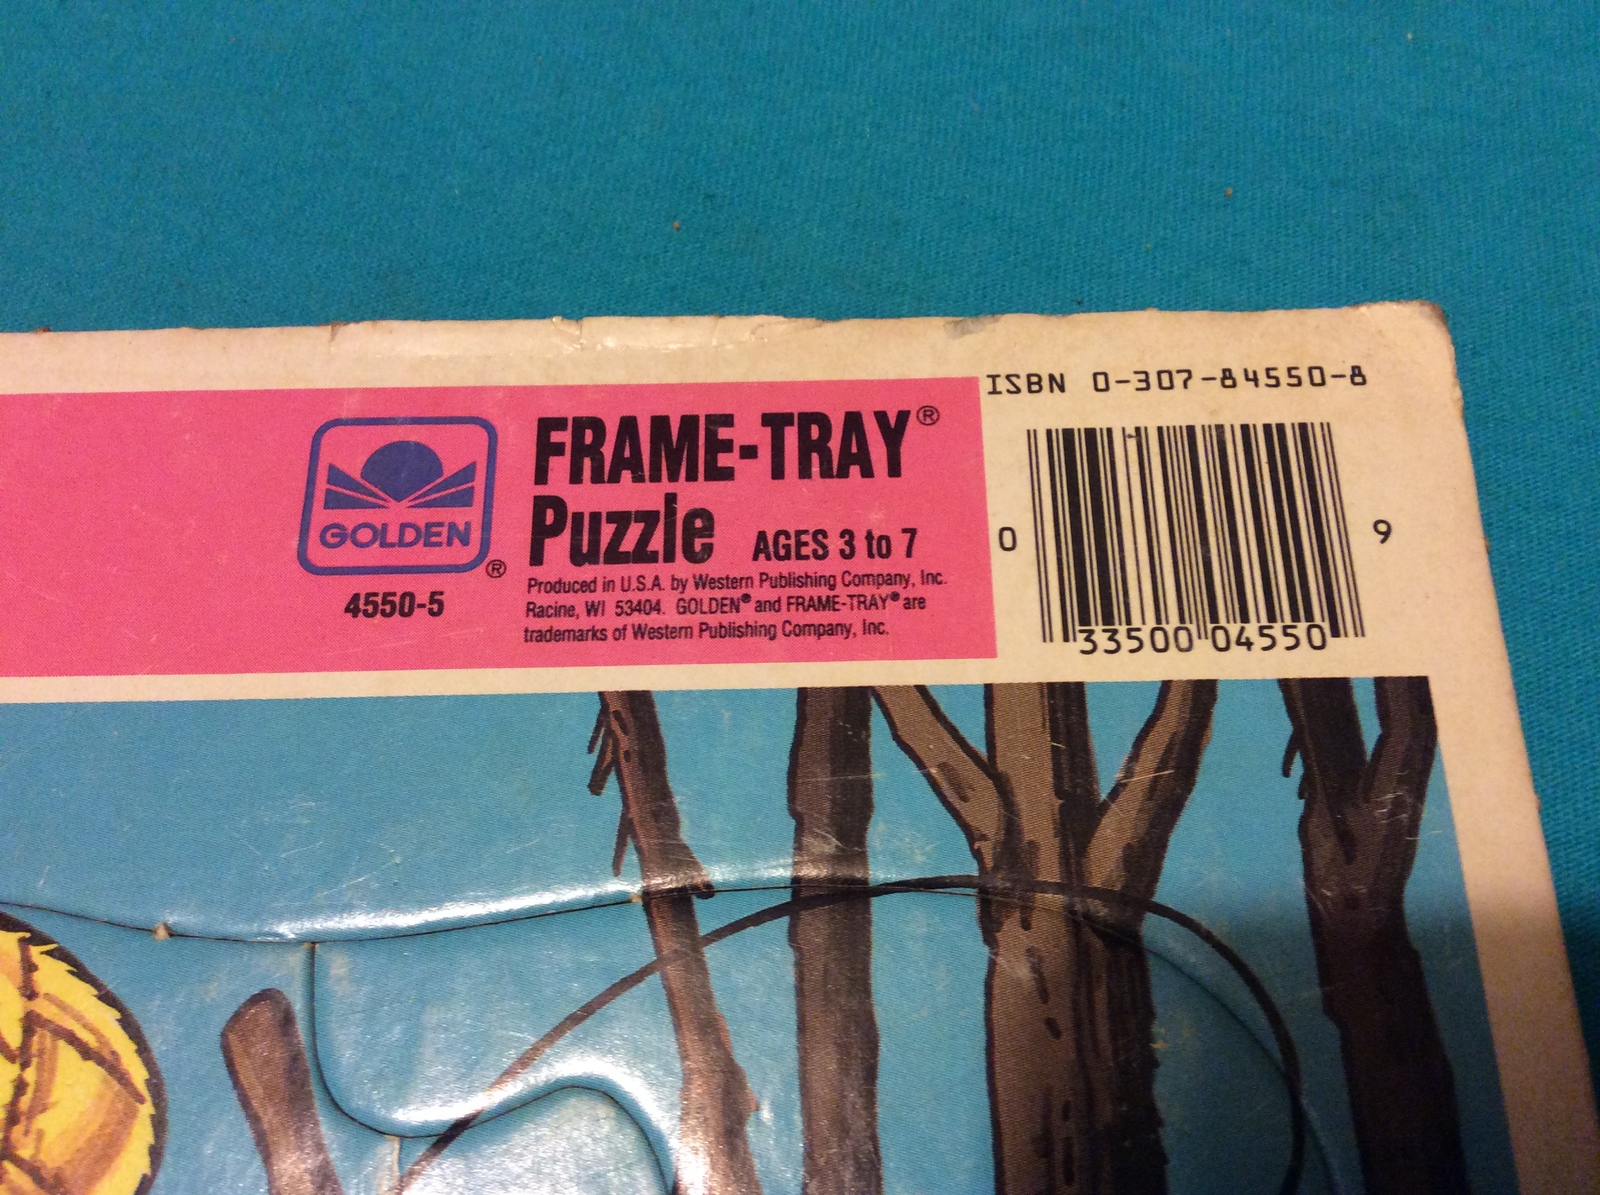 GOLDEN®
4550-5
FRAME-TRAY®
Puzzle AGES 3 to 7
Produced in U.S.A. by Western Publishing Company, Inc.
Racine, WI 53404. GOLDEN® and FRAME-TRAY® are
trademarks of Western Publishing Company, Inc.
ISBN 0-307-84550-8
0 33500 04550 9